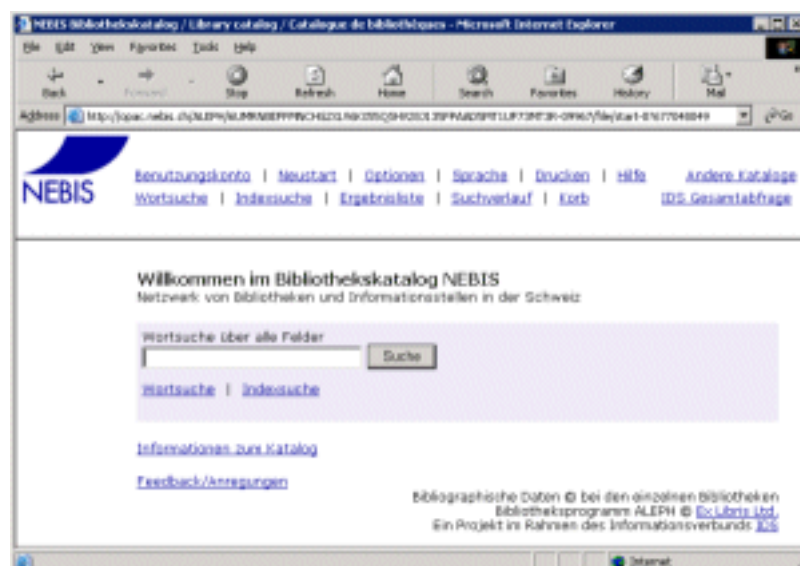 NEBIS Bibliothekskatalog / Library catalog / Catalogue de bibliothèques - Microsoft Internet Explorer
File Edit View Favorites Tools Help
Back Forward Stop Refresh Home Search Favorites History Mail
Address Go
NEBIS
Benutzungskonto | Neustart | Optionen | Sprache | Drucken | Hilfe Andere Kataloge
Wortsuche | Indexsuche | Ergebnisliste | Suchverlauf | Korb IDS Gesamtabfrage
Willkommen im Bibliothekskatalog NEBIS
Netzwerk von Bibliotheken und Informationsstellen in der Schweiz
Wortsuche über alle Felder
Suche
Wortsuche | Indexsuche
Informationen zum Katalog
Feedback/Anregungen
Bibliographische Daten © bei den einzelnen Bibliotheken
Bibliotheksprogramm ALEPH © Ex Libris Ltd.
Ein Projekt im Rahmen des Informationsverbunds IDS
Internet